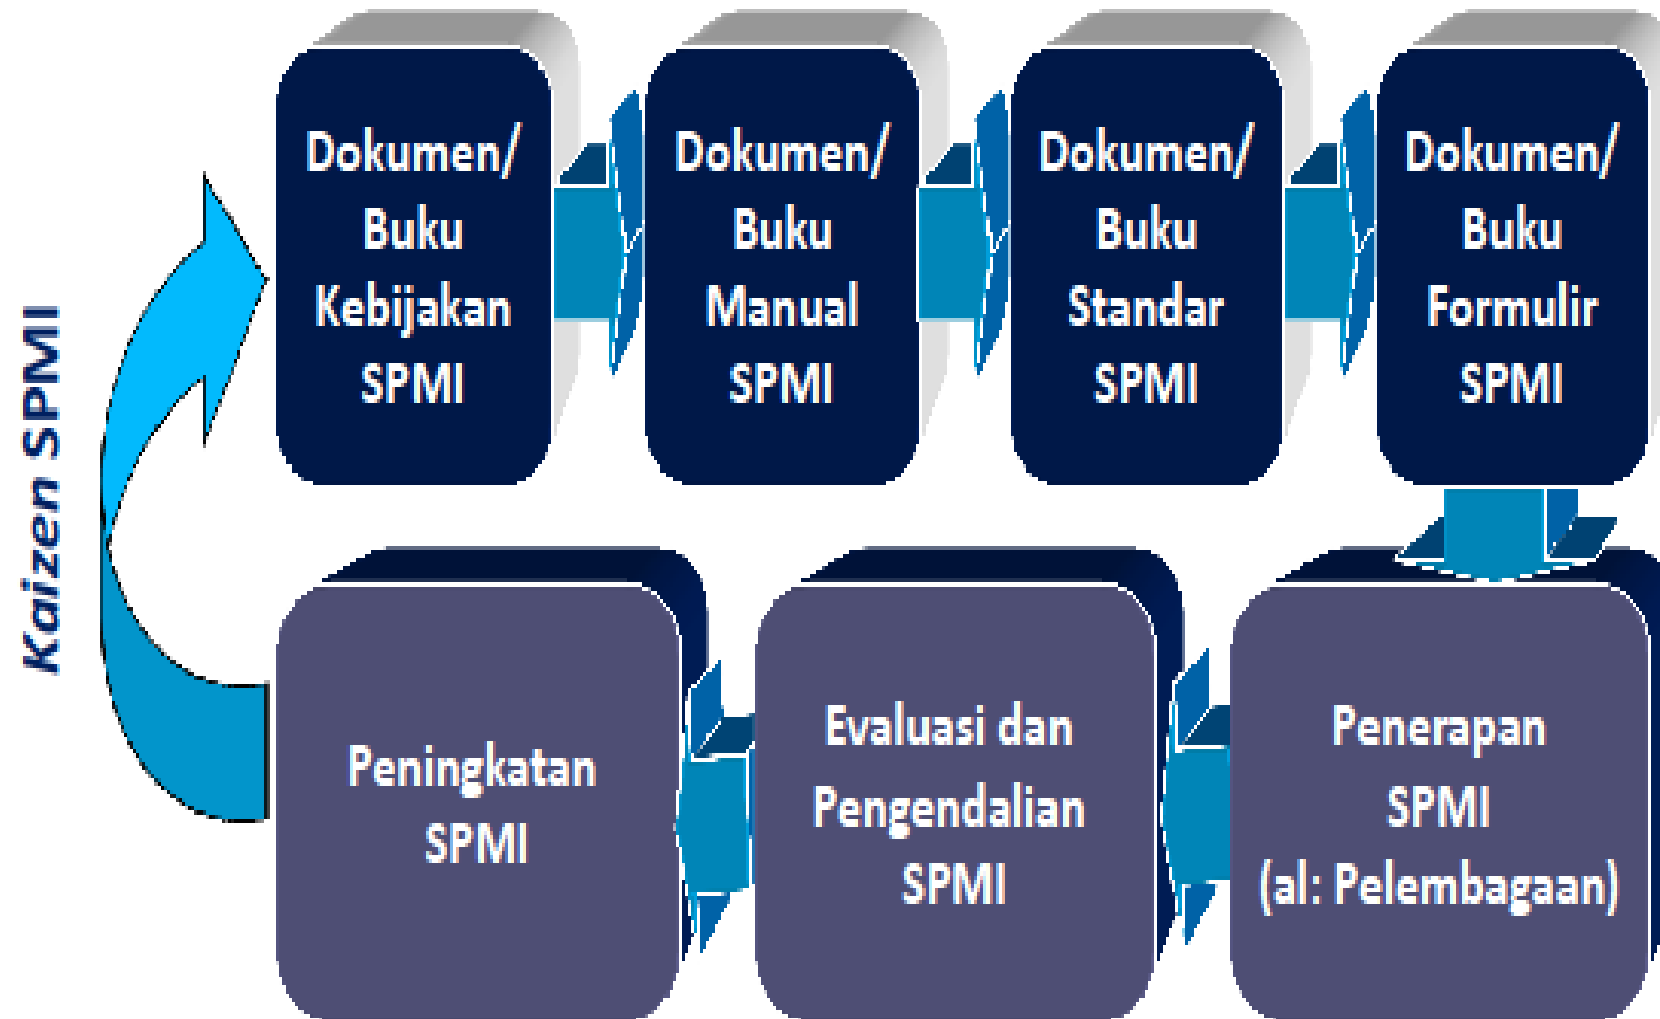 Dokumen/
Buku
Kebijakan
SPMI
Dokumen/
Buku
Manual
SPMI
Dokumen/
Buku
Standar
SPMI
Dokumen/
Buku
Formulir
SPMI
Kaizen SPMI
Peningkatan
SPMI
Evaluasi dan
Pengendalian
SPMI
Penerapan
SPMI
(al: Pelembagaan)